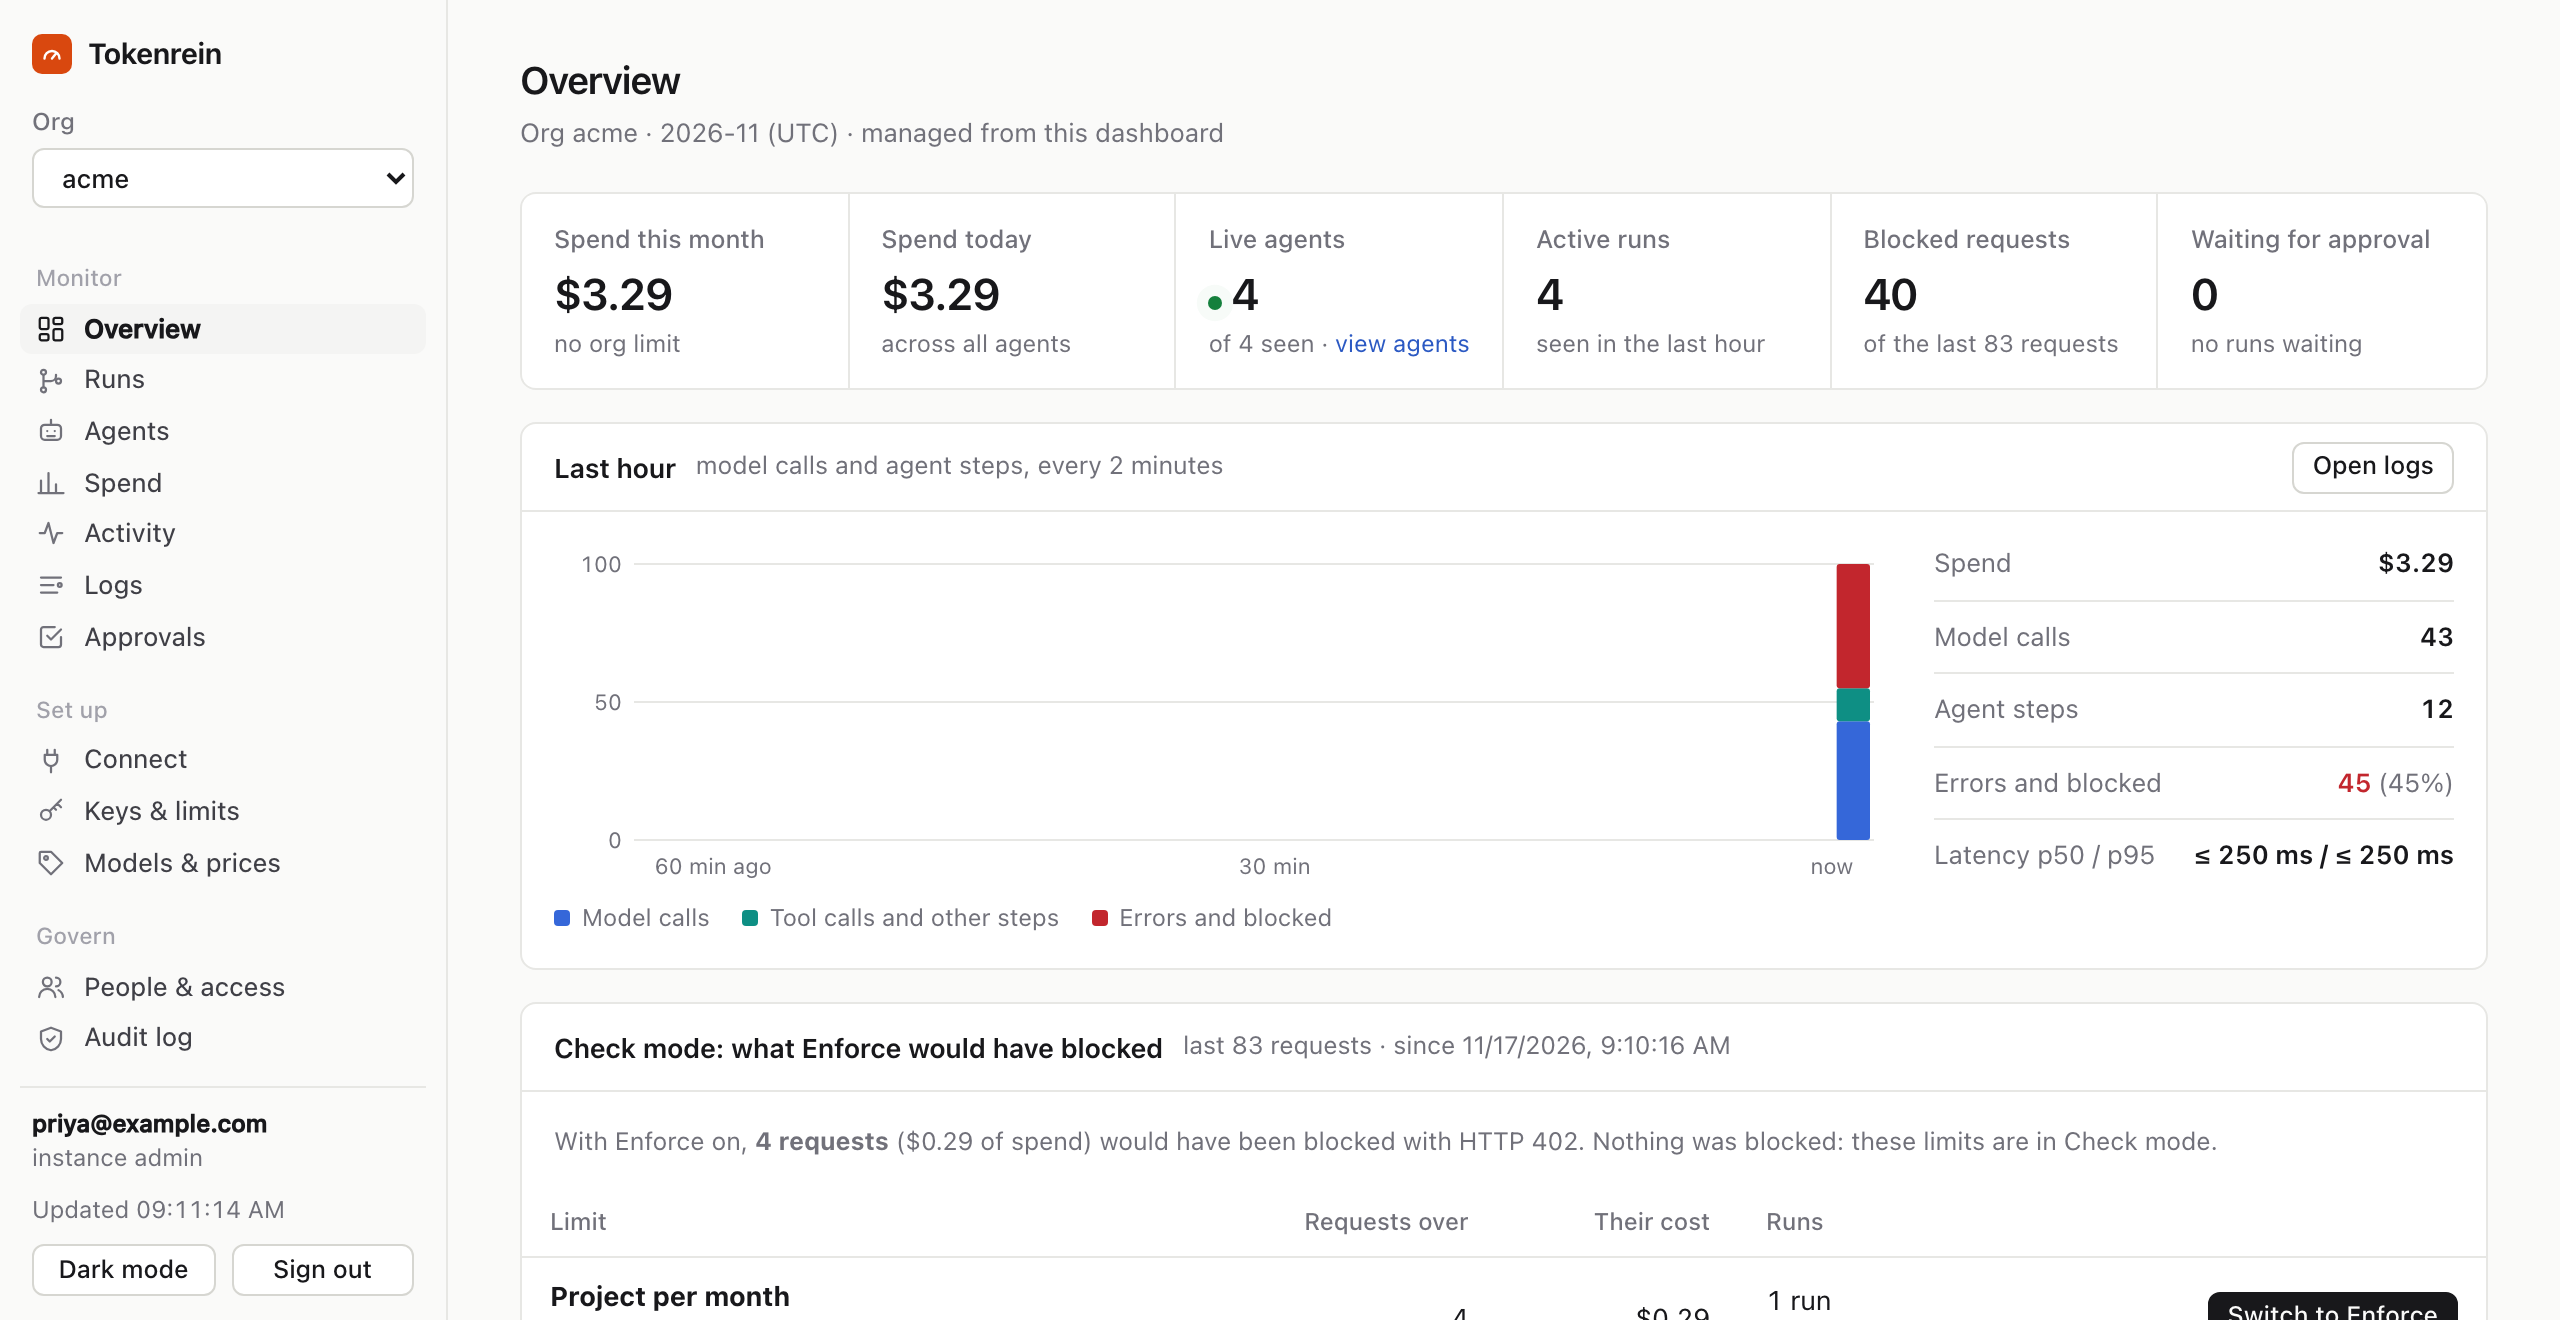 Tokenrein
Org
acme
Monitor
Overview
Runs
Agents
Spend
Activity
Logs
Approvals
Set up
Connect
Keys & limits
Models & prices
Govern
People & access
Audit log
priya@example.com
instance admin
Updated 09:11:14 AM
Dark mode
Sign out
Overview
Org acme · 2026-11 (UTC) · managed from this dashboard
Spend this month
$3.29
no org limit
Spend today
$3.29
across all agents
Live agents
4
of 4 seen · view agents
Active runs
4
seen in the last hour
Blocked requests
40
of the last 83 requests
Waiting for approval
0
no runs waiting
Last hour model calls and agent steps, every 2 minutes
Open logs
100
50
0
60 min ago
30 min
now
Model calls
Tool calls and other steps
Errors and blocked
Spend $3.29
Model calls 43
Agent steps 12
Errors and blocked 45 (45%)
Latency p50 / p95 ≤ 250 ms / ≤ 250 ms
Check mode: what Enforce would have blocked last 83 requests · since 11/17/2026, 9:10:16 AM
With Enforce on, 4 requests ($0.29 of spend) would have been blocked with HTTP 402. Nothing was blocked: these limits are in Check mode.
Limit Requests over Their cost Runs
Project per month 4 $0.29 1 run Switch to Enforce